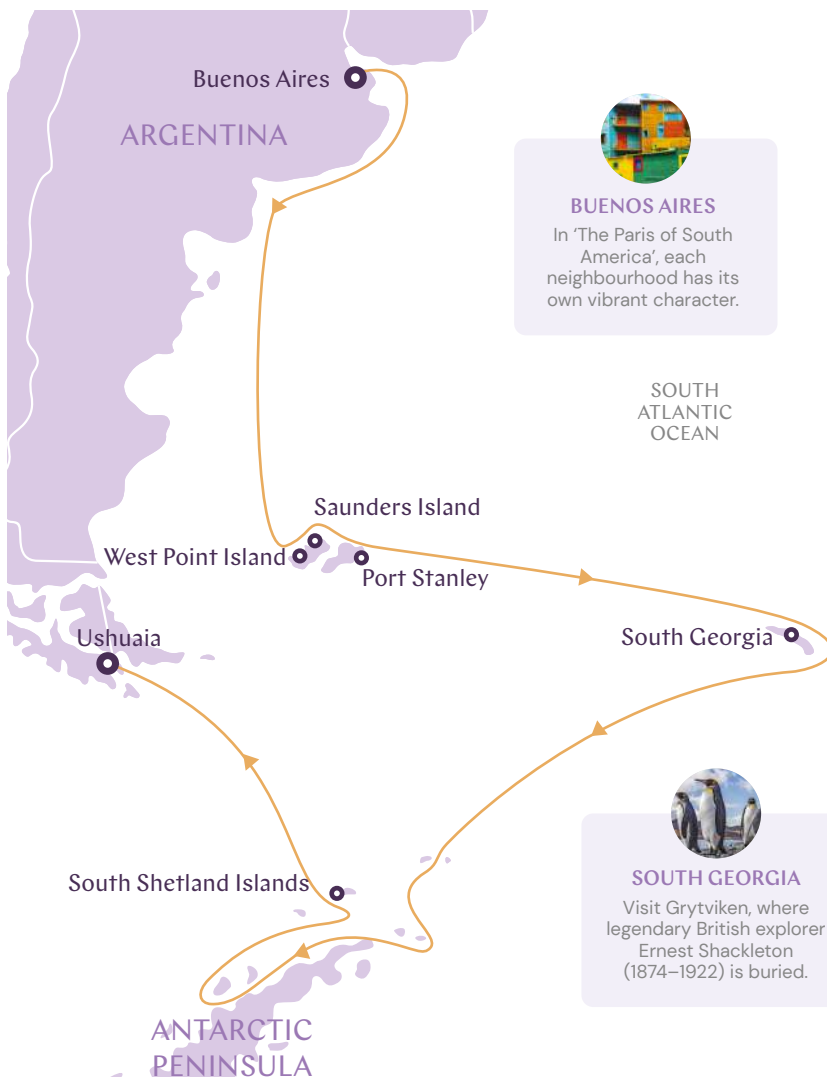 Buenos Aires
ARGENTINA
BUENOS AIRES
In ‘The Paris of South
America’, each
neighbourhood has its
own vibrant character.
SOUTH
ATLANTIC
OCEAN
Saunders Island
West Point Island
Port Stanley
Ushuaia
South Georgia
South Shetland Islands
SOUTH GEORGIA
Visit Grytviken, where
legendary British explorer
Ernest Shackleton
(1874–1922) is buried.
ANTARCTIC
PENINSULA